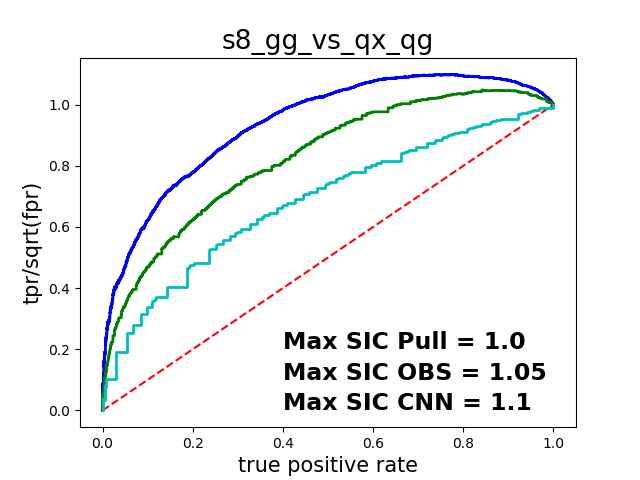 s8_gg_vs_qx_qg
tpr/sqrt(fpr)
1.0
0.8
0.6
0.4
0.2
0.0
Max SIC Pull = 1.0
Max SIC OBS = 1.05
Max SIC CNN = 1.1
0.0 0.2 0.4 0.6 0.8 1.0
true positive rate